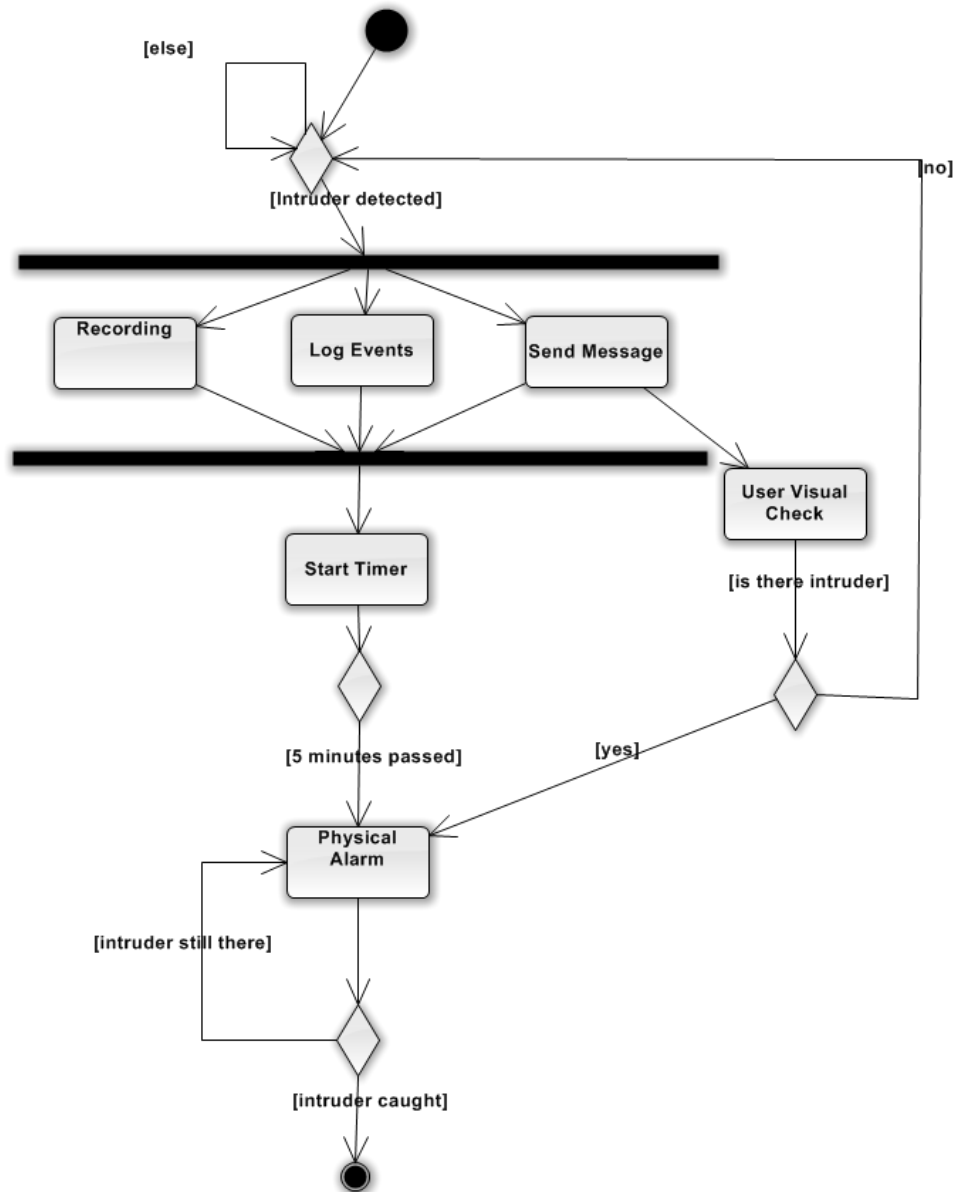 [else]
[no]
[Intruder detected]
Recording
Log Events
Send Message
User Visual
Check
Start Timer
[is there intruder]
[5 minutes passed]
[yes]
Physical
Alarm
[intruder still there]
[intruder caught]